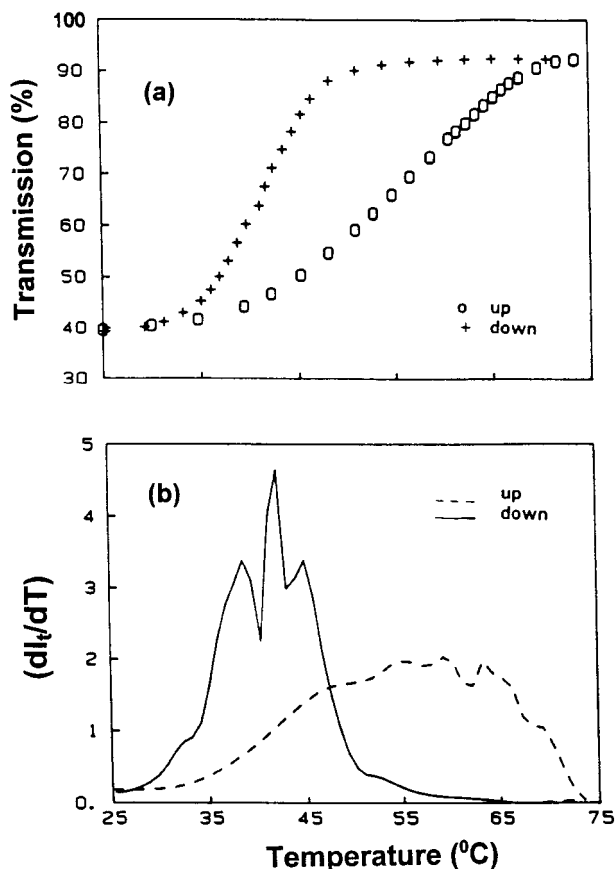 100
90
80
70
60
50
40
30
Transmission (%)
(a)
o up
+ down
5
4
3
2
1
0.
(dIt/dT)
(b)
up
down
25 35 45 55 65 75
Temperature (⁰C)